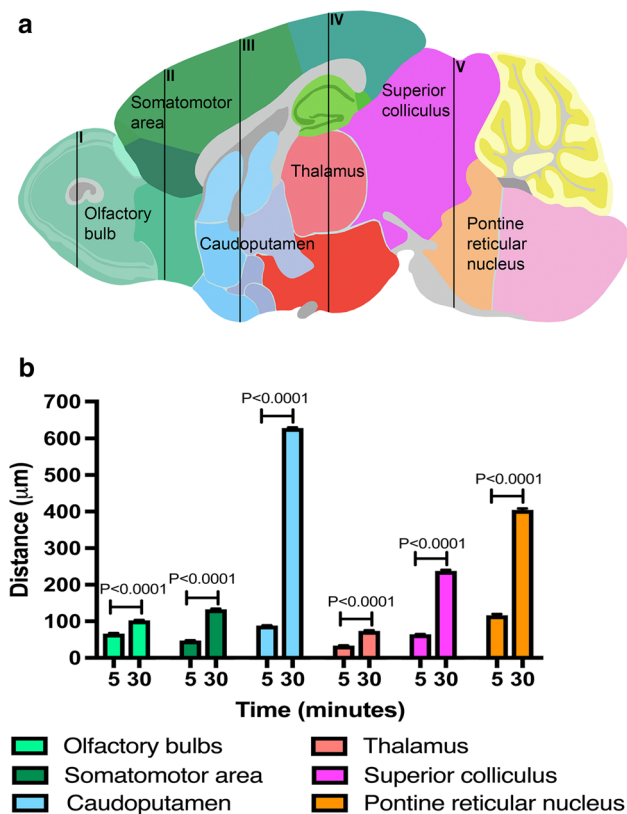 a
I
II
III
IV
V
Somatomotor
area
Superior
colliculus
Thalamus
Olfactory
bulb
Caudoputamen
Pontine
reticular
nucleus
b
Distance (μm)
700
600
500
400
300
200
100
0
P<0.0001
P<0.0001
P<0.0001
P<0.0001
P<0.0001
P<0.0001
5 30 5 30 5 30 5 30 5 30 5 30
Time (minutes)
Olfactory bulbs
Somatomotor area
Caudoputamen
Thalamus
Superior colliculus
Pontine reticular nucleus